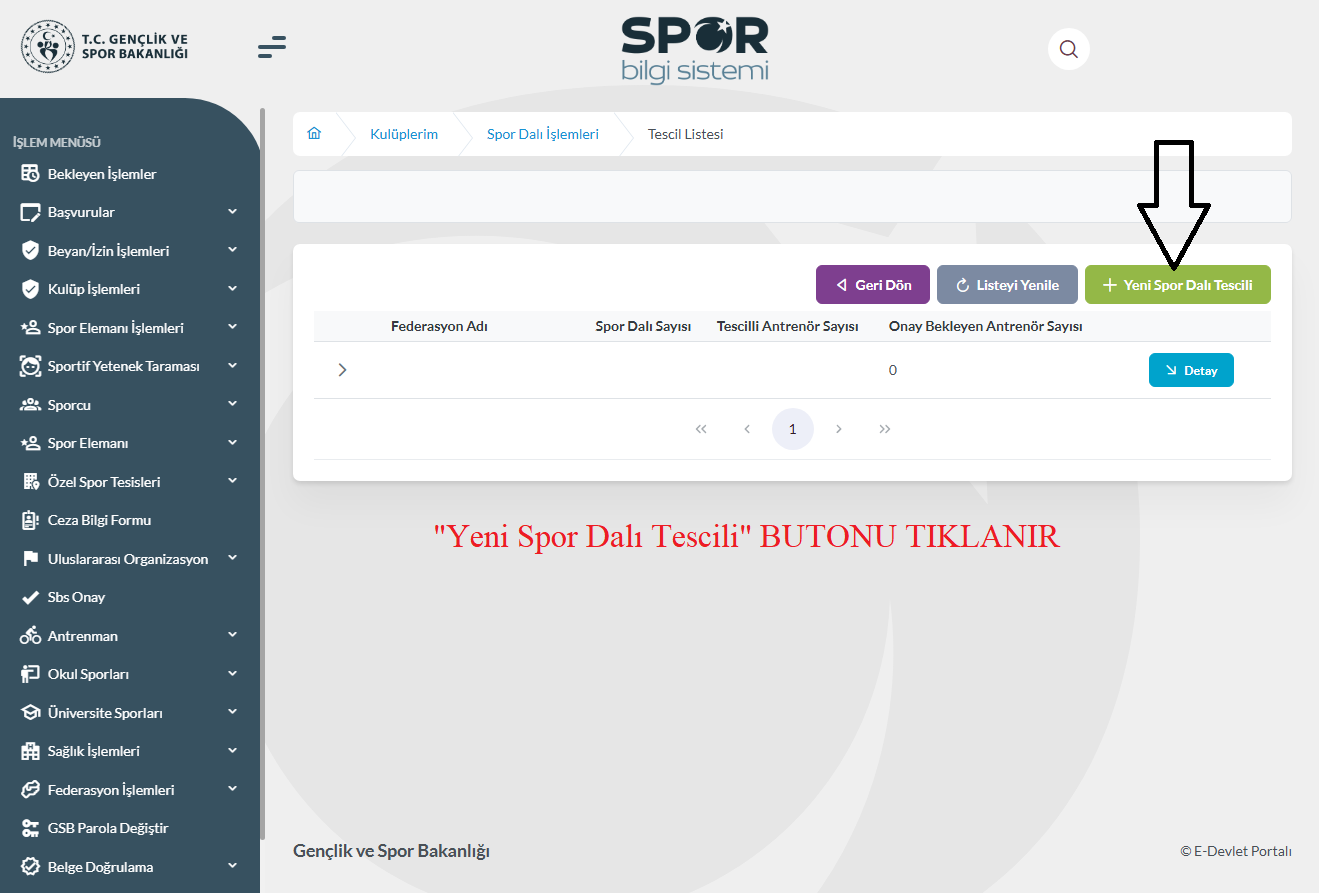 T.C. GENÇLİK VE
SPOR BAKANLIĞI
SPOR
bilgi sistemi
İŞLEM MENÜSÜ
Bekleyen İşlemler
Başvurular
Beyan/İzin İşlemleri
Kulüp İşlemleri
Spor Elemanı İşlemleri
Sportif Yetenek Taraması
Sporcu
Spor Elemanı
Özel Spor Tesisleri
Ceza Bilgi Formu
Uluslararası Organizasyon
Sbs Onay
Antrenman
Okul Sporları
Üniversite Sporları
Sağlık İşlemleri
Federasyon İşlemleri
GSB Parola Değiştir
Belge Doğrulama
Kulüplerim Spor Dalı İşlemleri Tescil Listesi
Geri Dön Listeyi Yenile + Yeni Spor Dalı Tescili
Federasyon Adı Spor Dalı Sayısı Tescilli Antrenör Sayısı Onay Bekleyen Antrenör Sayısı
0 Detay
« ‹ 1 › »
"Yeni Spor Dalı Tescili" BUTONU TIKLANIR
Gençlik ve Spor Bakanlığı © E-Devlet Portalı